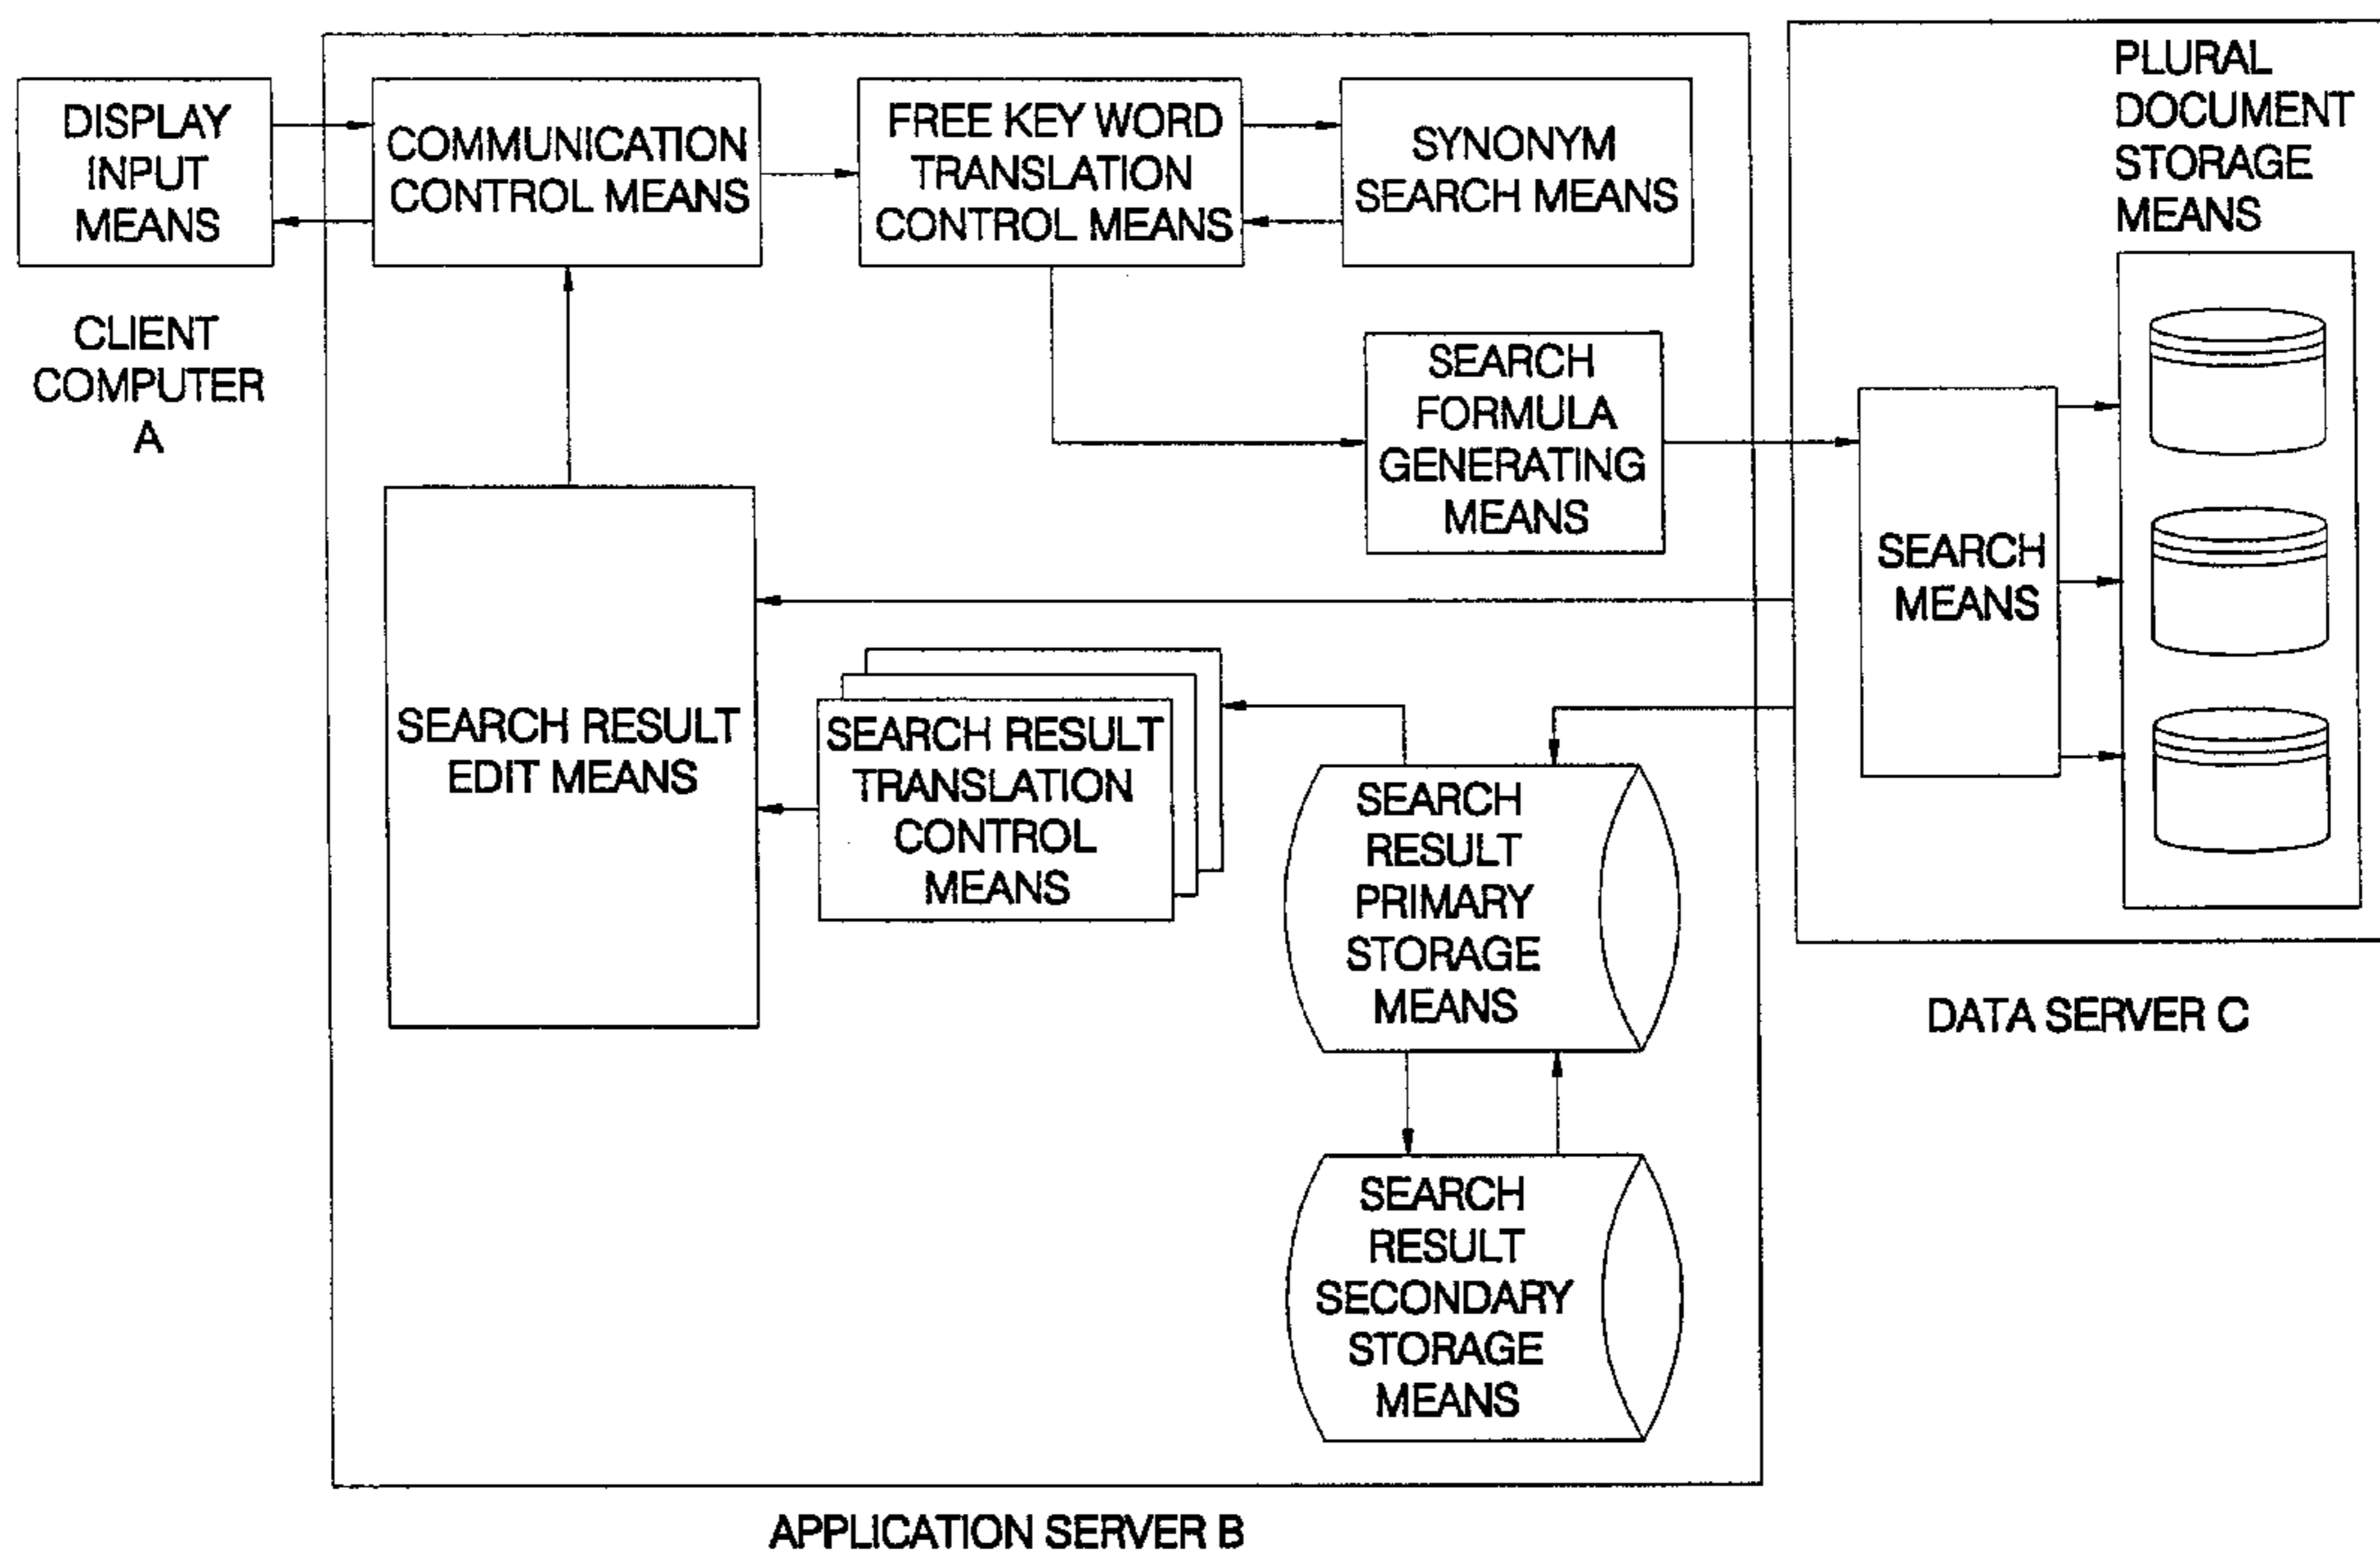 DISPLAY
INPUT
MEANS
CLIENT
COMPUTER
A
COMMUNICATION
CONTROL MEANS
FREE KEY WORD
TRANSLATION
CONTROL MEANS
SYNONYM
SEARCH MEANS
SEARCH
FORMULA
GENERATING
MEANS
SEARCH RESULT
EDIT MEANS
SEARCH RESULT
TRANSLATION
CONTROL
MEANS
SEARCH
RESULT
PRIMARY
STORAGE
MEANS
SEARCH
RESULT
SECONDARY
STORAGE
MEANS
APPLICATION SERVER B
PLURAL
DOCUMENT
STORAGE
MEANS
SEARCH
MEANS
DATA SERVER C